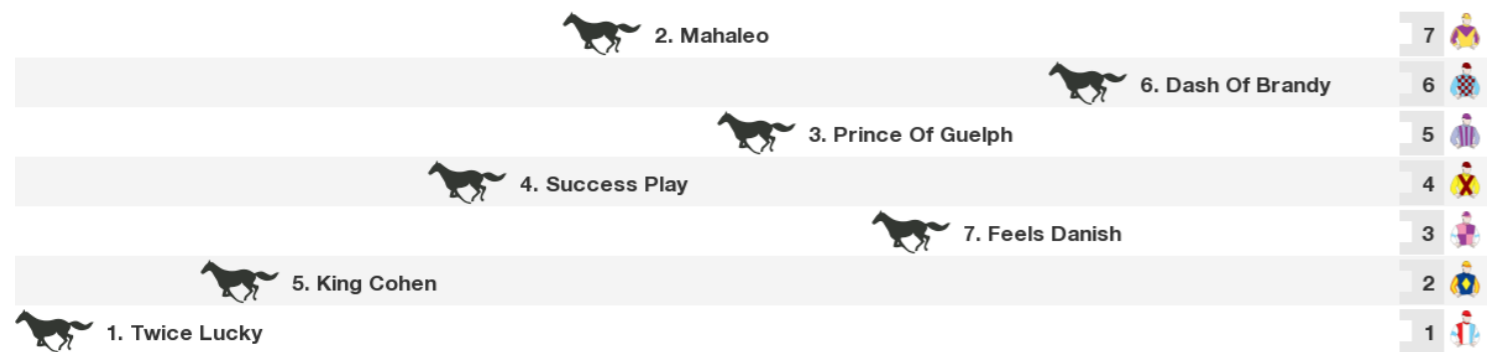 2. Mahaleo 7
6. Dash Of Brandy 6
3. Prince Of Guelph 5
4. Success Play 4
7. Feels Danish 3
5. King Cohen 2
1. Twice Lucky 1